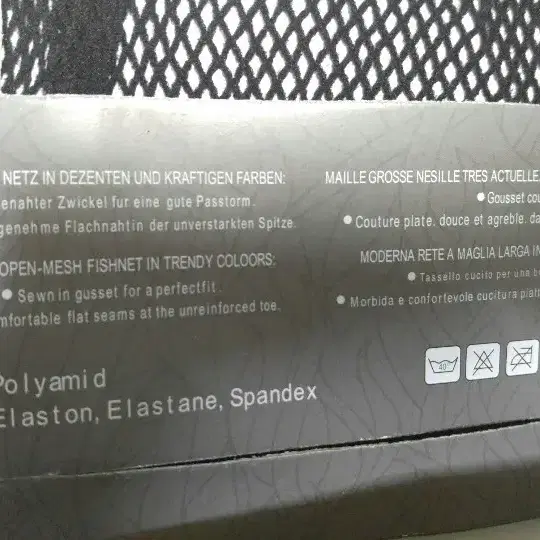 NETZ IN DEZENTEN UND KRAFTIGEN FARBEN:
enahter Zwickel fur eine gute Passtorm.
genehme Flachnahtin der unverstarkten Spitze.
OPEN-MESH FISHNET IN TRENDY COLOORS:
● Sewn in gusset for a perfectfit.
mfortable flat seams at the unreinforced toe.
Polyamid
Elaston, Elastane, Spandex
MAILLE GROSSE NESILLE TRES ACTUELLE.
● Gousset cou
● Couture plate. douce et agreble. da
MODERNA RETE A MAGLIA LARGA IN
● Tassello cucito per una b
● Morbida e confortevole cucitura piatt
40°